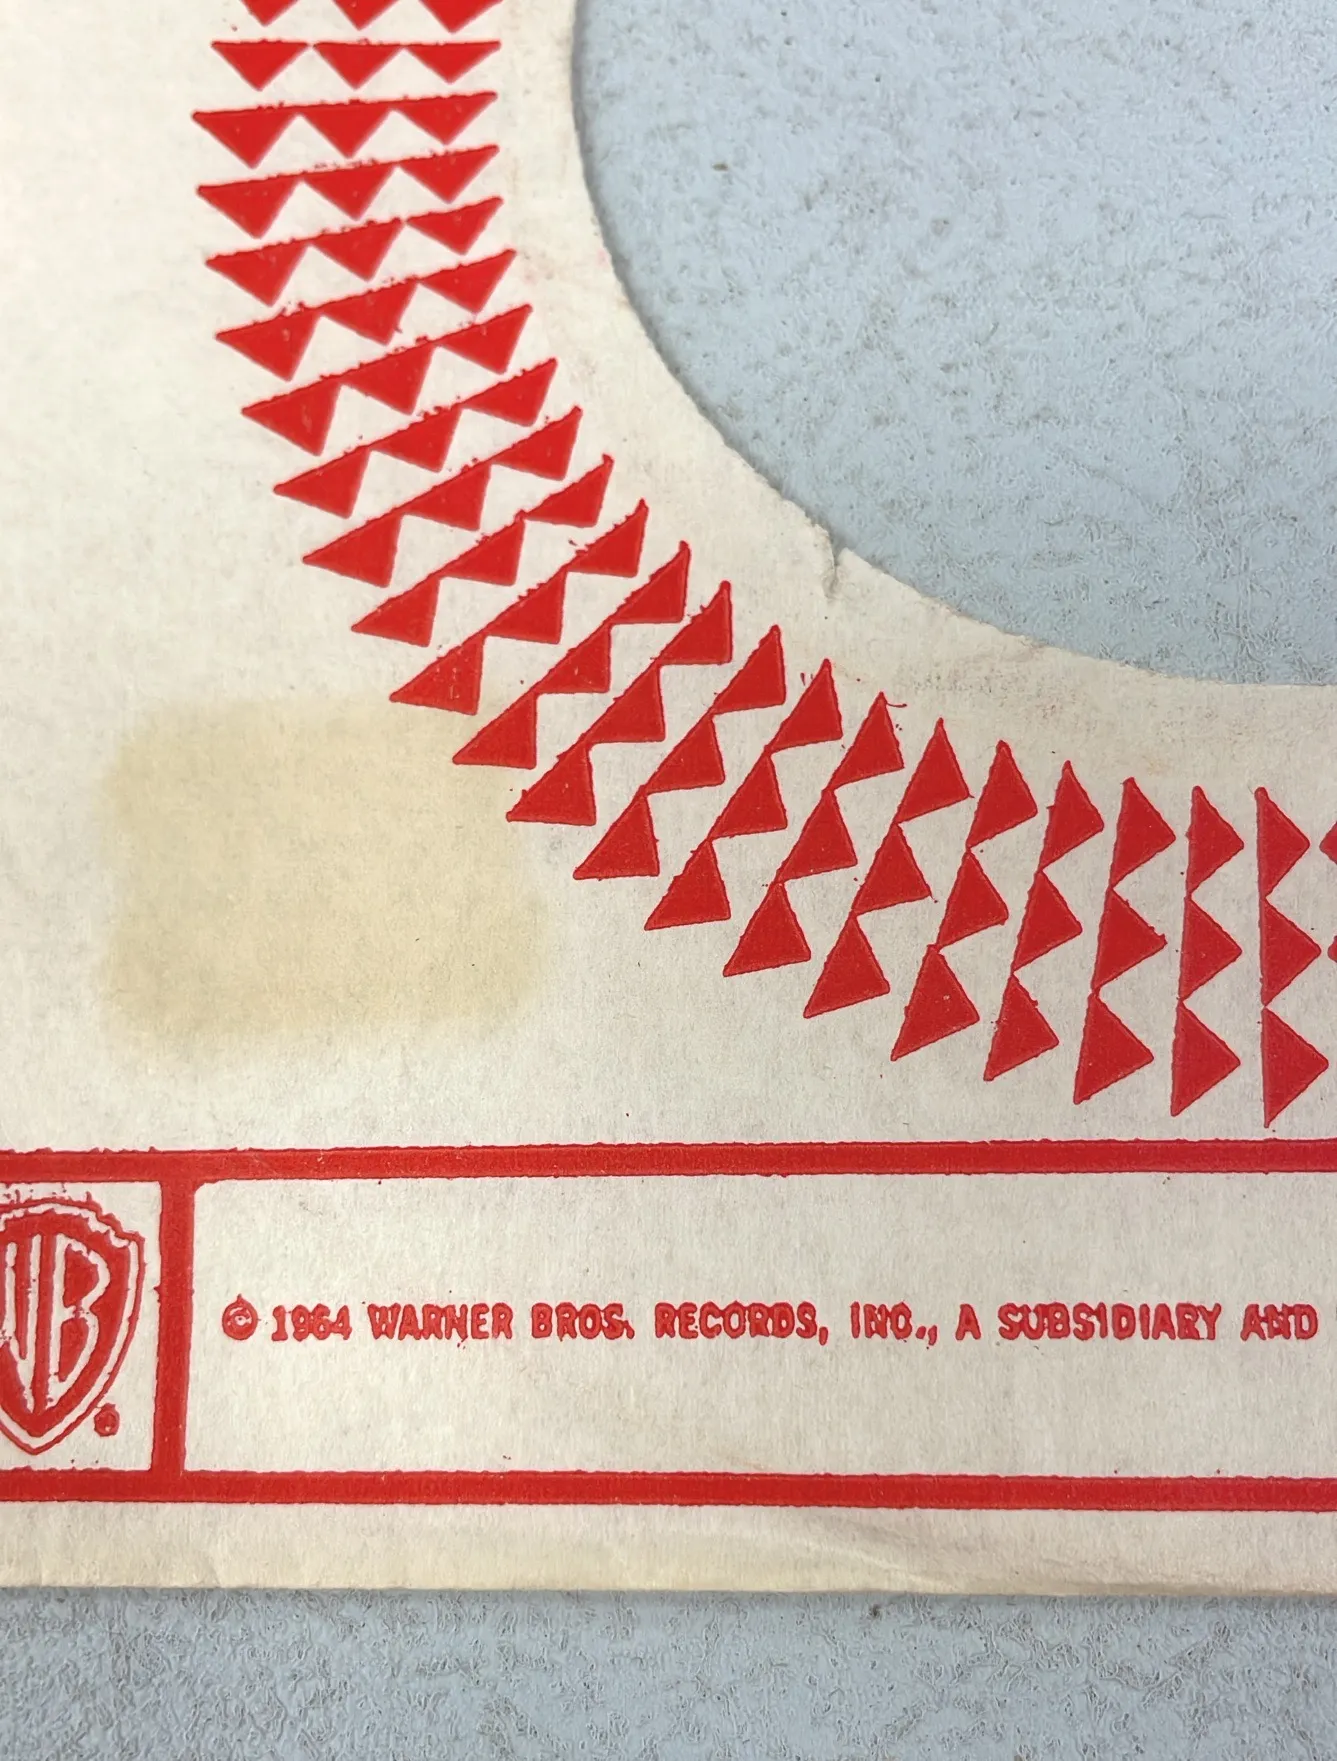 WB ®
© 1964 WARNER BROS. RECORDS, INC., A SUBSIDIARY AND